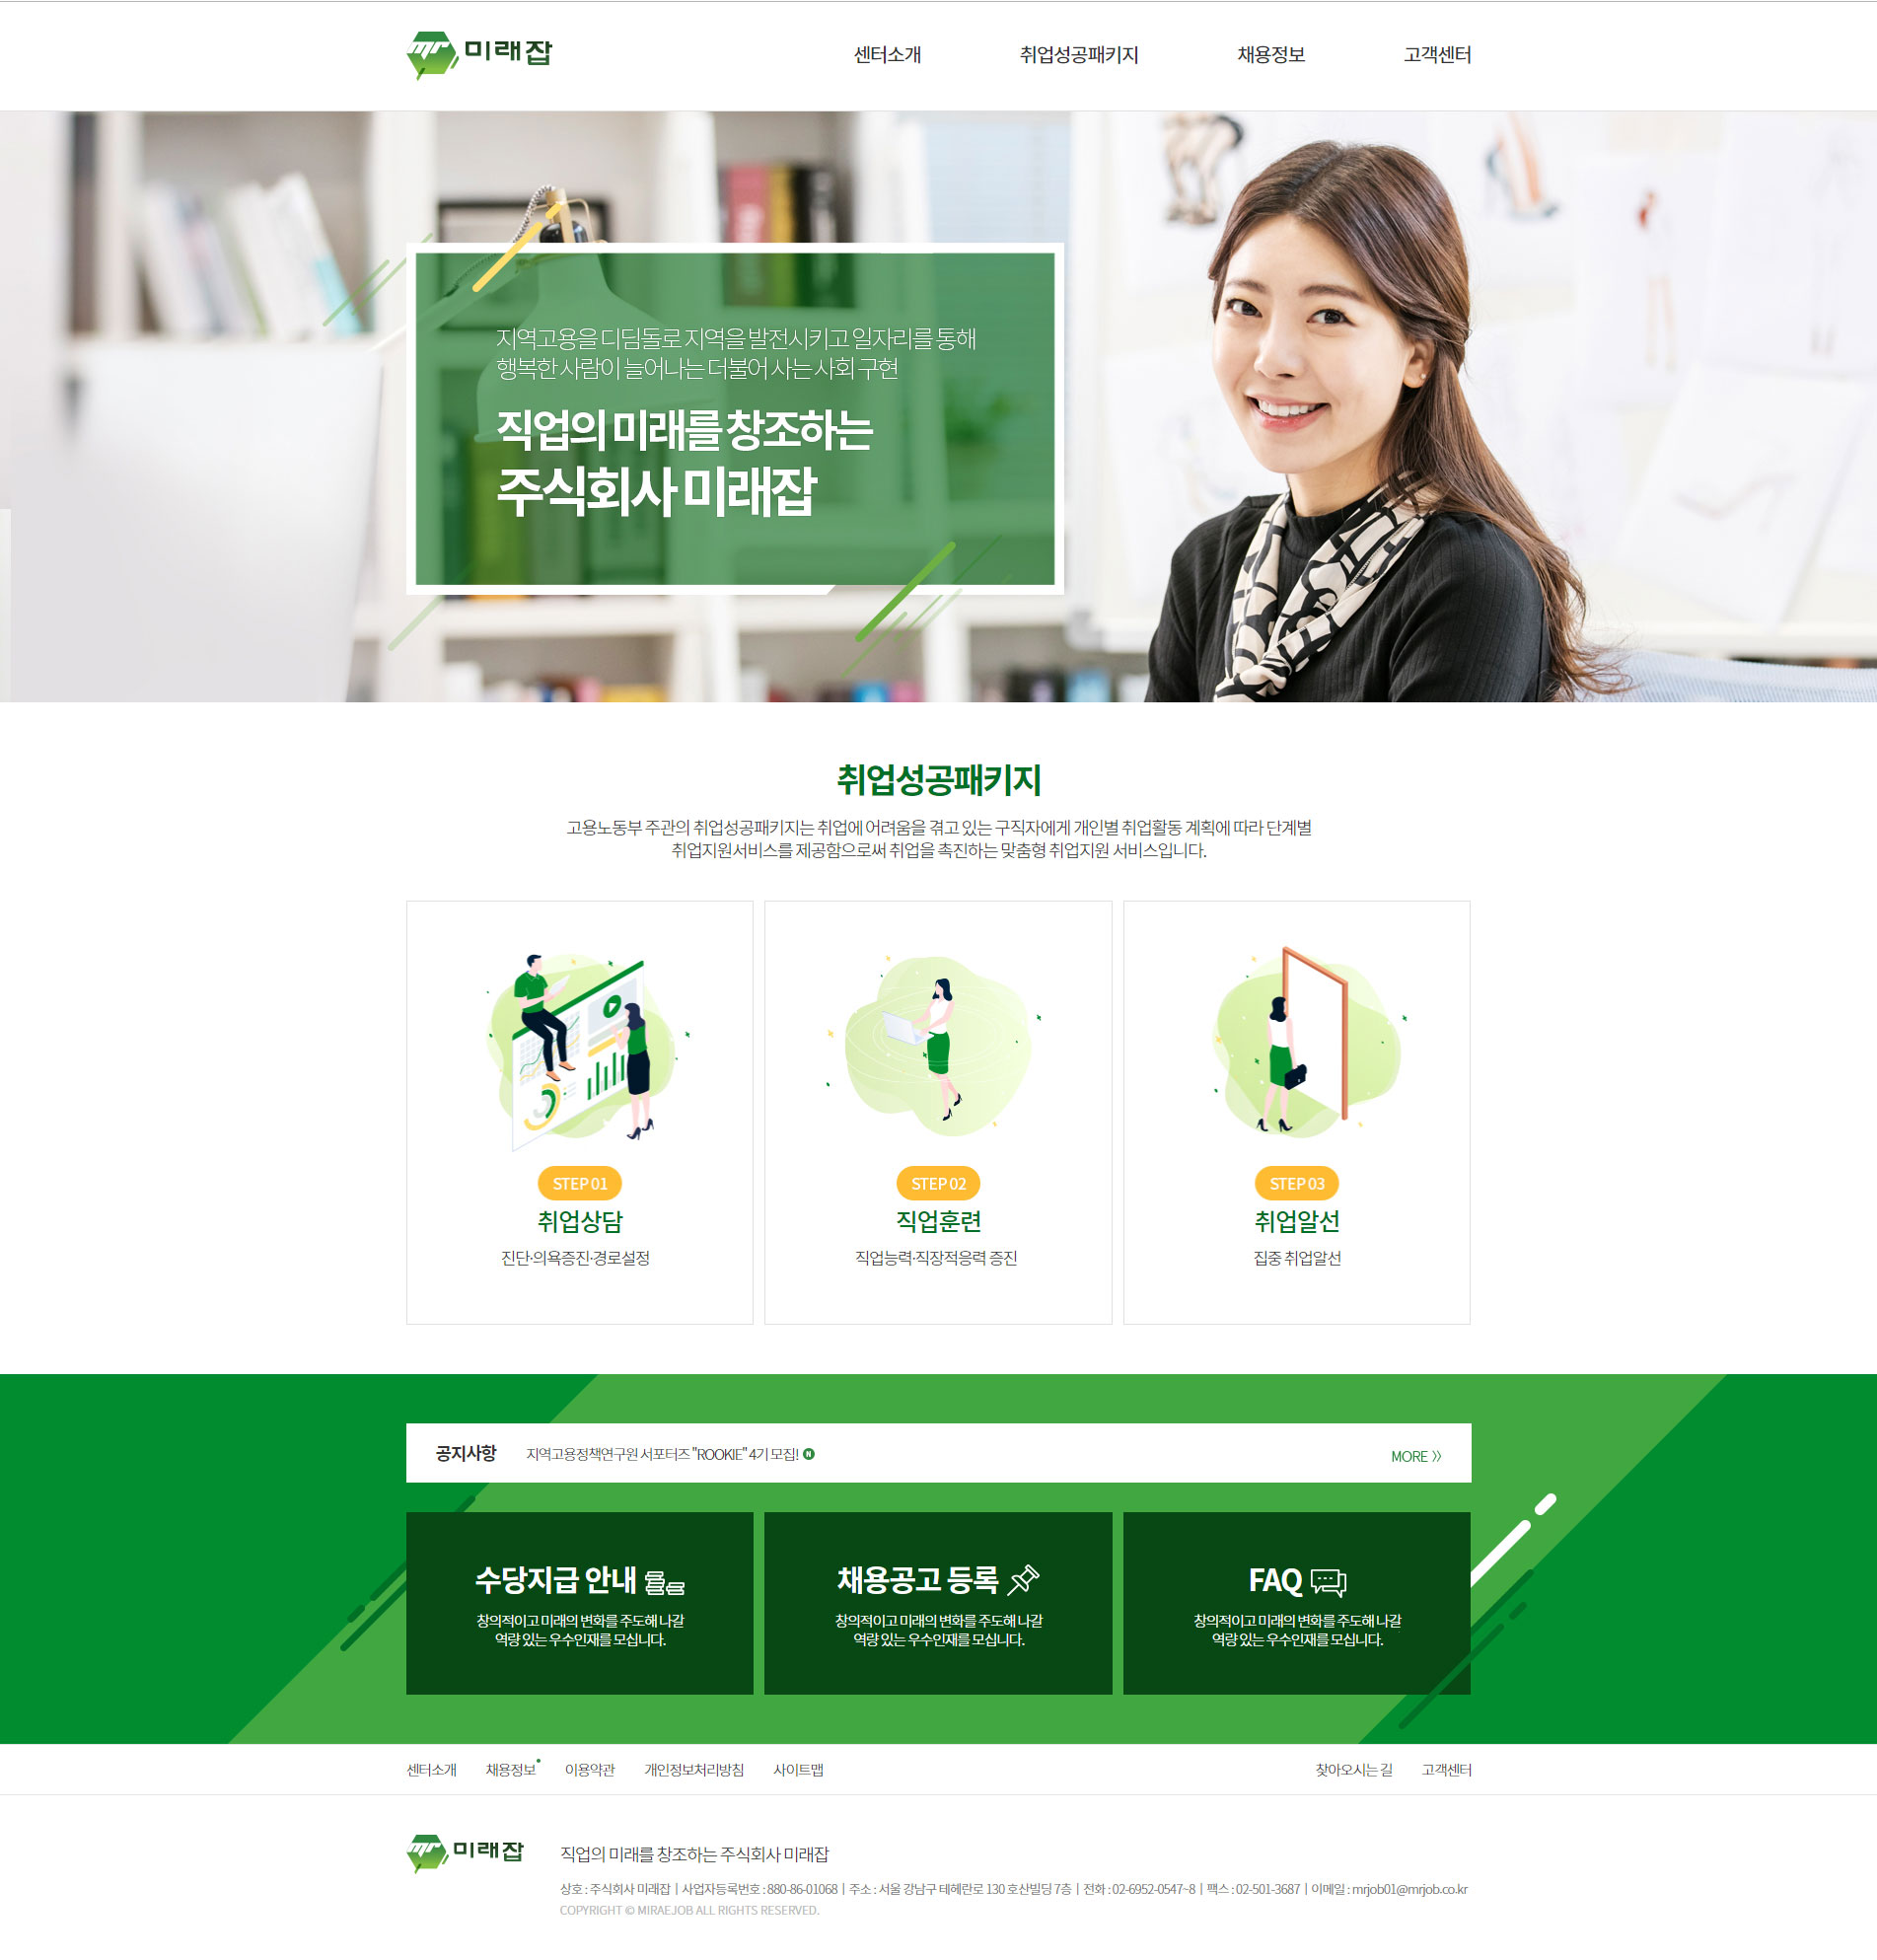 mr 미래잡
센터소개 취업성공패키지 채용정보 고객센터
지역고용을 디딤돌로 지역을 발전시키고 일자리를 통해
행복한 사람이 늘어나는 더불어 사는 사회 구현
직업의 미래를 창조하는
주식회사 미래잡
취업성공패키지
고용노동부 주관의 취업성공패키지는 취업에 어려움을 겪고 있는 구직자에게 개인별 취업활동 계획에 따라 단계별
취업지원서비스를 제공함으로써 취업을 촉진하는 맞춤형 취업지원 서비스입니다.
STEP 01
취업상담
진단·의욕증진·경로설정
STEP 02
직업훈련
직업능력·직장적응력 증진
STEP 03
취업알선
집중 취업알선
공지사항 지역고용정책연구원 서포터즈 "ROOKIE" 4기 모집! N MORE 》
수당지급 안내
창의적이고 미래의 변화를 주도해 나갈
역량 있는 우수인재를 모십니다.
채용공고 등록
창의적이고 미래의 변화를 주도해 나갈
역량 있는 우수인재를 모십니다.
FAQ
창의적이고 미래의 변화를 주도해 나갈
역량 있는 우수인재를 모십니다.
센터소개 채용정보 이용약관 개인정보처리방침 사이트맵 찾아오시는 길 고객센터
mr 미래잡
직업의 미래를 창조하는 주식회사 미래잡
상호 : 주식회사 미래잡 | 사업자등록번호 : 880-86-01068 | 주소 : 서울 강남구 테헤란로 130 호산빌딩 7층 | 전화 : 02-6952-0547~8 | 팩스 : 02-501-3687 | 이메일 : mrjob01@mrjob.co.kr
COPYRIGHT © MIRAEJOB ALL RIGHTS RESERVED.